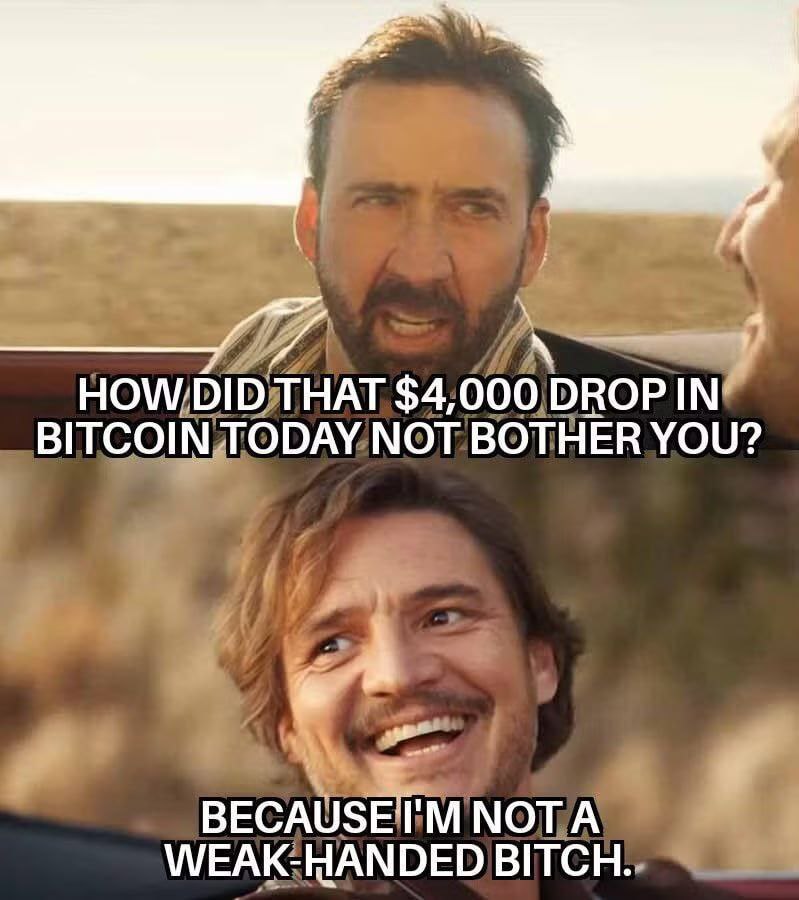 HOW DID THAT $4,000 DROP IN
BITCOIN TODAY NOT BOTHER YOU?
BECAUSE I'M NOT A
WEAK-HANDED BITCH.